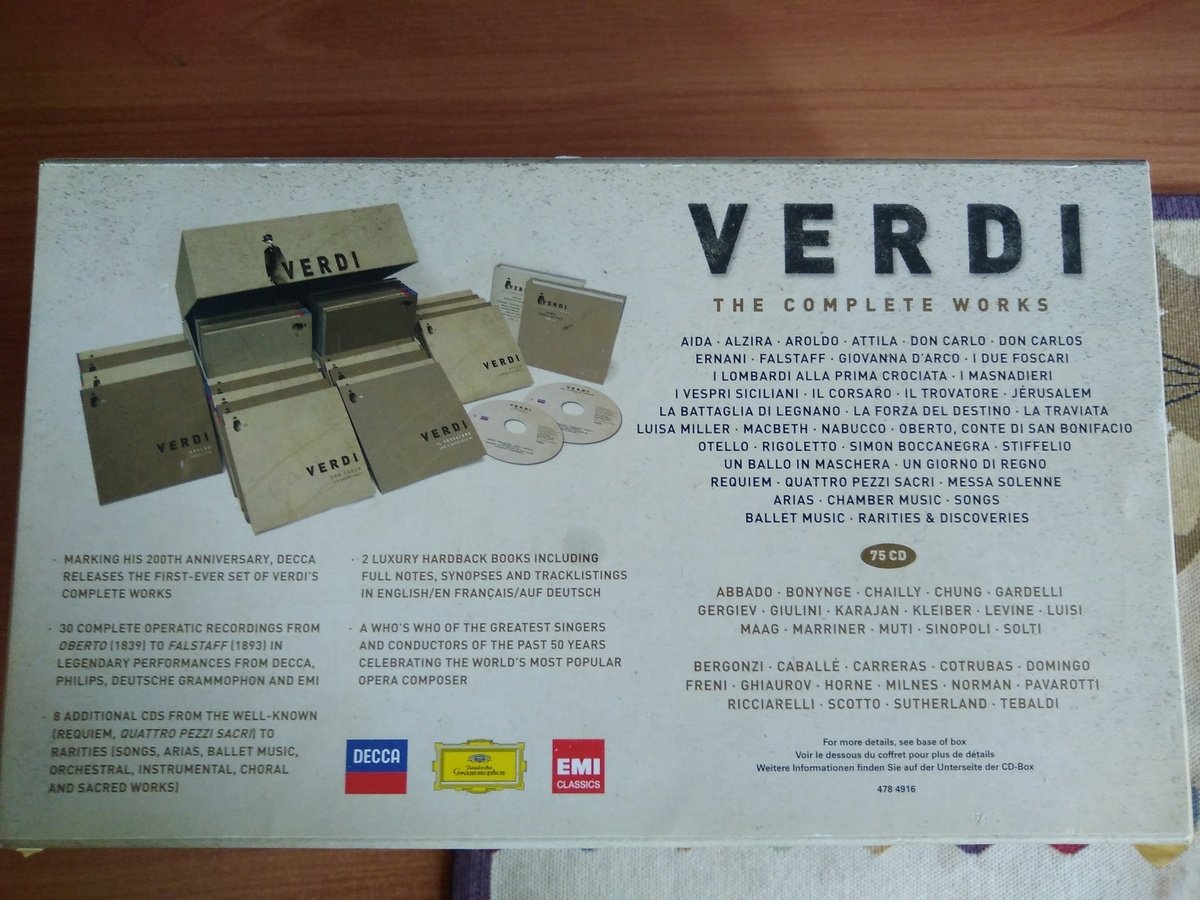 VERDI
VERDI
VERDI
VERDI
VERDI
DON CARLO
VERDI
IL TROVATORE
VERDI
· MARKING HIS 200TH ANNIVERSARY, DECCA
RELEASES THE FIRST-EVER SET OF VERDI'S
COMPLETE WORKS
· 30 COMPLETE OPERATIC RECORDINGS FROM
OBERTO (1839) TO FALSTAFF (1893) IN
LEGENDARY PERFORMANCES FROM DECCA,
PHILIPS, DEUTSCHE GRAMMOPHON AND EMI
· 8 ADDITIONAL CDS FROM THE WELL-KNOWN
(REQUIEM, QUATTRO PEZZI SACRI) TO
RARITIES (SONGS, ARIAS, BALLET MUSIC,
ORCHESTRAL, INSTRUMENTAL, CHORAL
AND SACRED WORKS)
· 2 LUXURY HARDBACK BOOKS INCLUDING
FULL NOTES, SYNOPSES AND TRACKLISTINGS
IN ENGLISH/EN FRANÇAIS/AUF DEUTSCH
· A WHO'S WHO OF THE GREATEST SINGERS
AND CONDUCTORS OF THE PAST 50 YEARS
CELEBRATING THE WORLD'S MOST POPULAR
OPERA COMPOSER
DECCA
Deutsche
Grammophon
EMI
CLASSICS
VERDI
THE COMPLETE WORKS
AIDA · ALZIRA · AROLDO · ATTILA · DON CARLO · DON CARLOS
ERNANI · FALSTAFF · GIOVANNA D'ARCO · I DUE FOSCARI
I LOMBARDI ALLA PRIMA CROCIATA · I MASNADIERI
I VESPRI SICILIANI · IL CORSARO · IL TROVATORE · JÉRUSALEM
LA BATTAGLIA DI LEGNANO · LA FORZA DEL DESTINO · LA TRAVIATA
LUISA MILLER · MACBETH · NABUCCO · OBERTO, CONTE DI SAN BONIFACIO
OTELLO · RIGOLETTO · SIMON BOCCANEGRA · STIFFELIO
UN BALLO IN MASCHERA · UN GIORNO DI REGNO
REQUIEM · QUATTRO PEZZI SACRI · MESSA SOLENNE
ARIAS · CHAMBER MUSIC · SONGS
BALLET MUSIC · RARITIES & DISCOVERIES
75 CD
ABBADO · BONYNGE · CHAILLY · CHUNG · GARDELLI
GERGIEV · GIULINI · KARAJAN · KLEIBER · LEVINE · LUISI
MAAG · MARRINER · MUTI · SINOPOLI · SOLTI
BERGONZI · CABALLÉ · CARRERAS · COTRUBAS · DOMINGO
FRENI · GHIAUROV · HORNE · MILNES · NORMAN · PAVAROTTI
RICCIARELLI · SCOTTO · SUTHERLAND · TEBALDI
For more details, see base of box
Voir le dessous du coffret pour plus de détails
Weitere Informationen finden Sie auf der Unterseite der CD-Box
478 4916